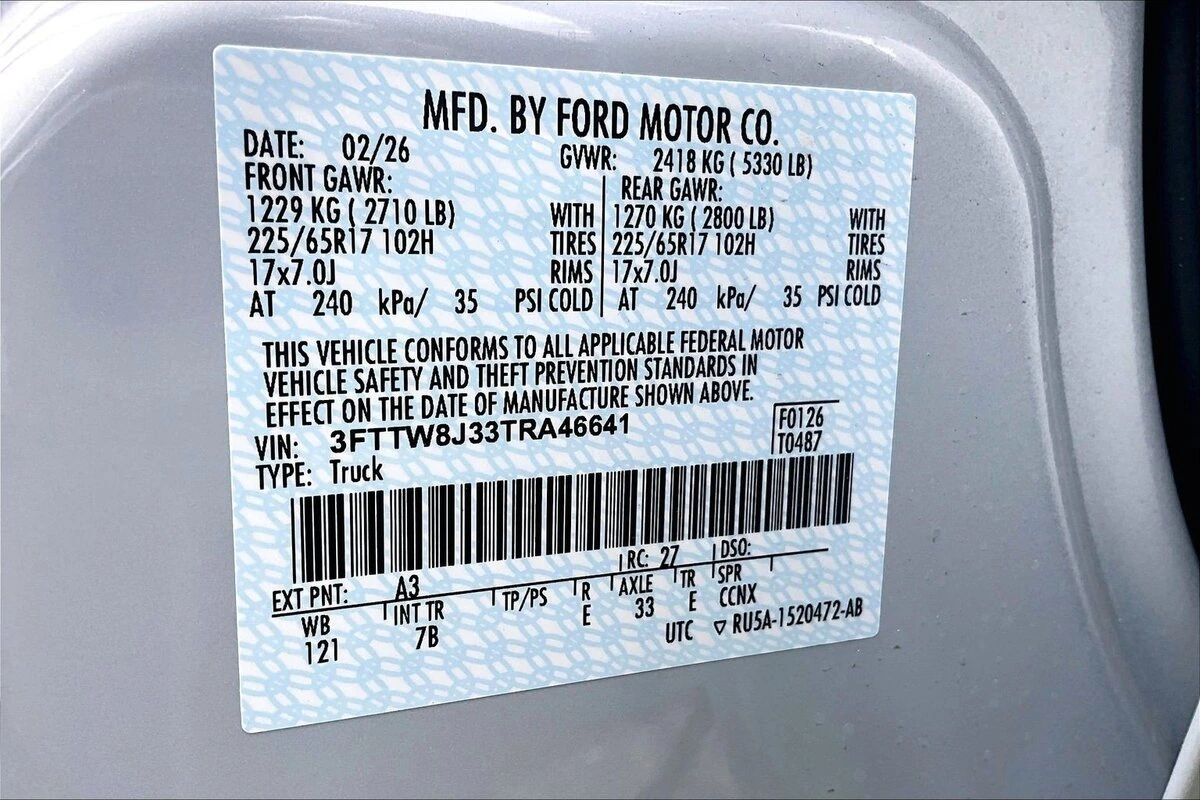 MFD. BY FORD MOTOR CO.
DATE: 02/26 GVWR: 2418 KG ( 5330 LB)
FRONT GAWR: REAR GAWR:
1229 KG ( 2710 LB) WITH 1270 KG ( 2800 LB) WITH
225/65R17 102H TIRES 225/65R17 102H TIRES
17x7.0J RIMS 17x7.0J RIMS
AT 240 kPa/ 35 PSI COLD AT 240 kPa/ 35 PSI COLD
THIS VEHICLE CONFORMS TO ALL APPLICABLE FEDERAL MOTOR
VEHICLE SAFETY AND THEFT PREVENTION STANDARDS IN
EFFECT ON THE DATE OF MANUFACTURE SHOWN ABOVE.
VIN: 3FTTW8J33TRA46641 F0126
TYPE: Truck T0487
EXT PNT: A3 RC: 27 DSO:
WB INT TR TP/PS R AXLE TR SPR
121 7B E 33 E CCNX
UTC ▽ RU5A-1520472-AB